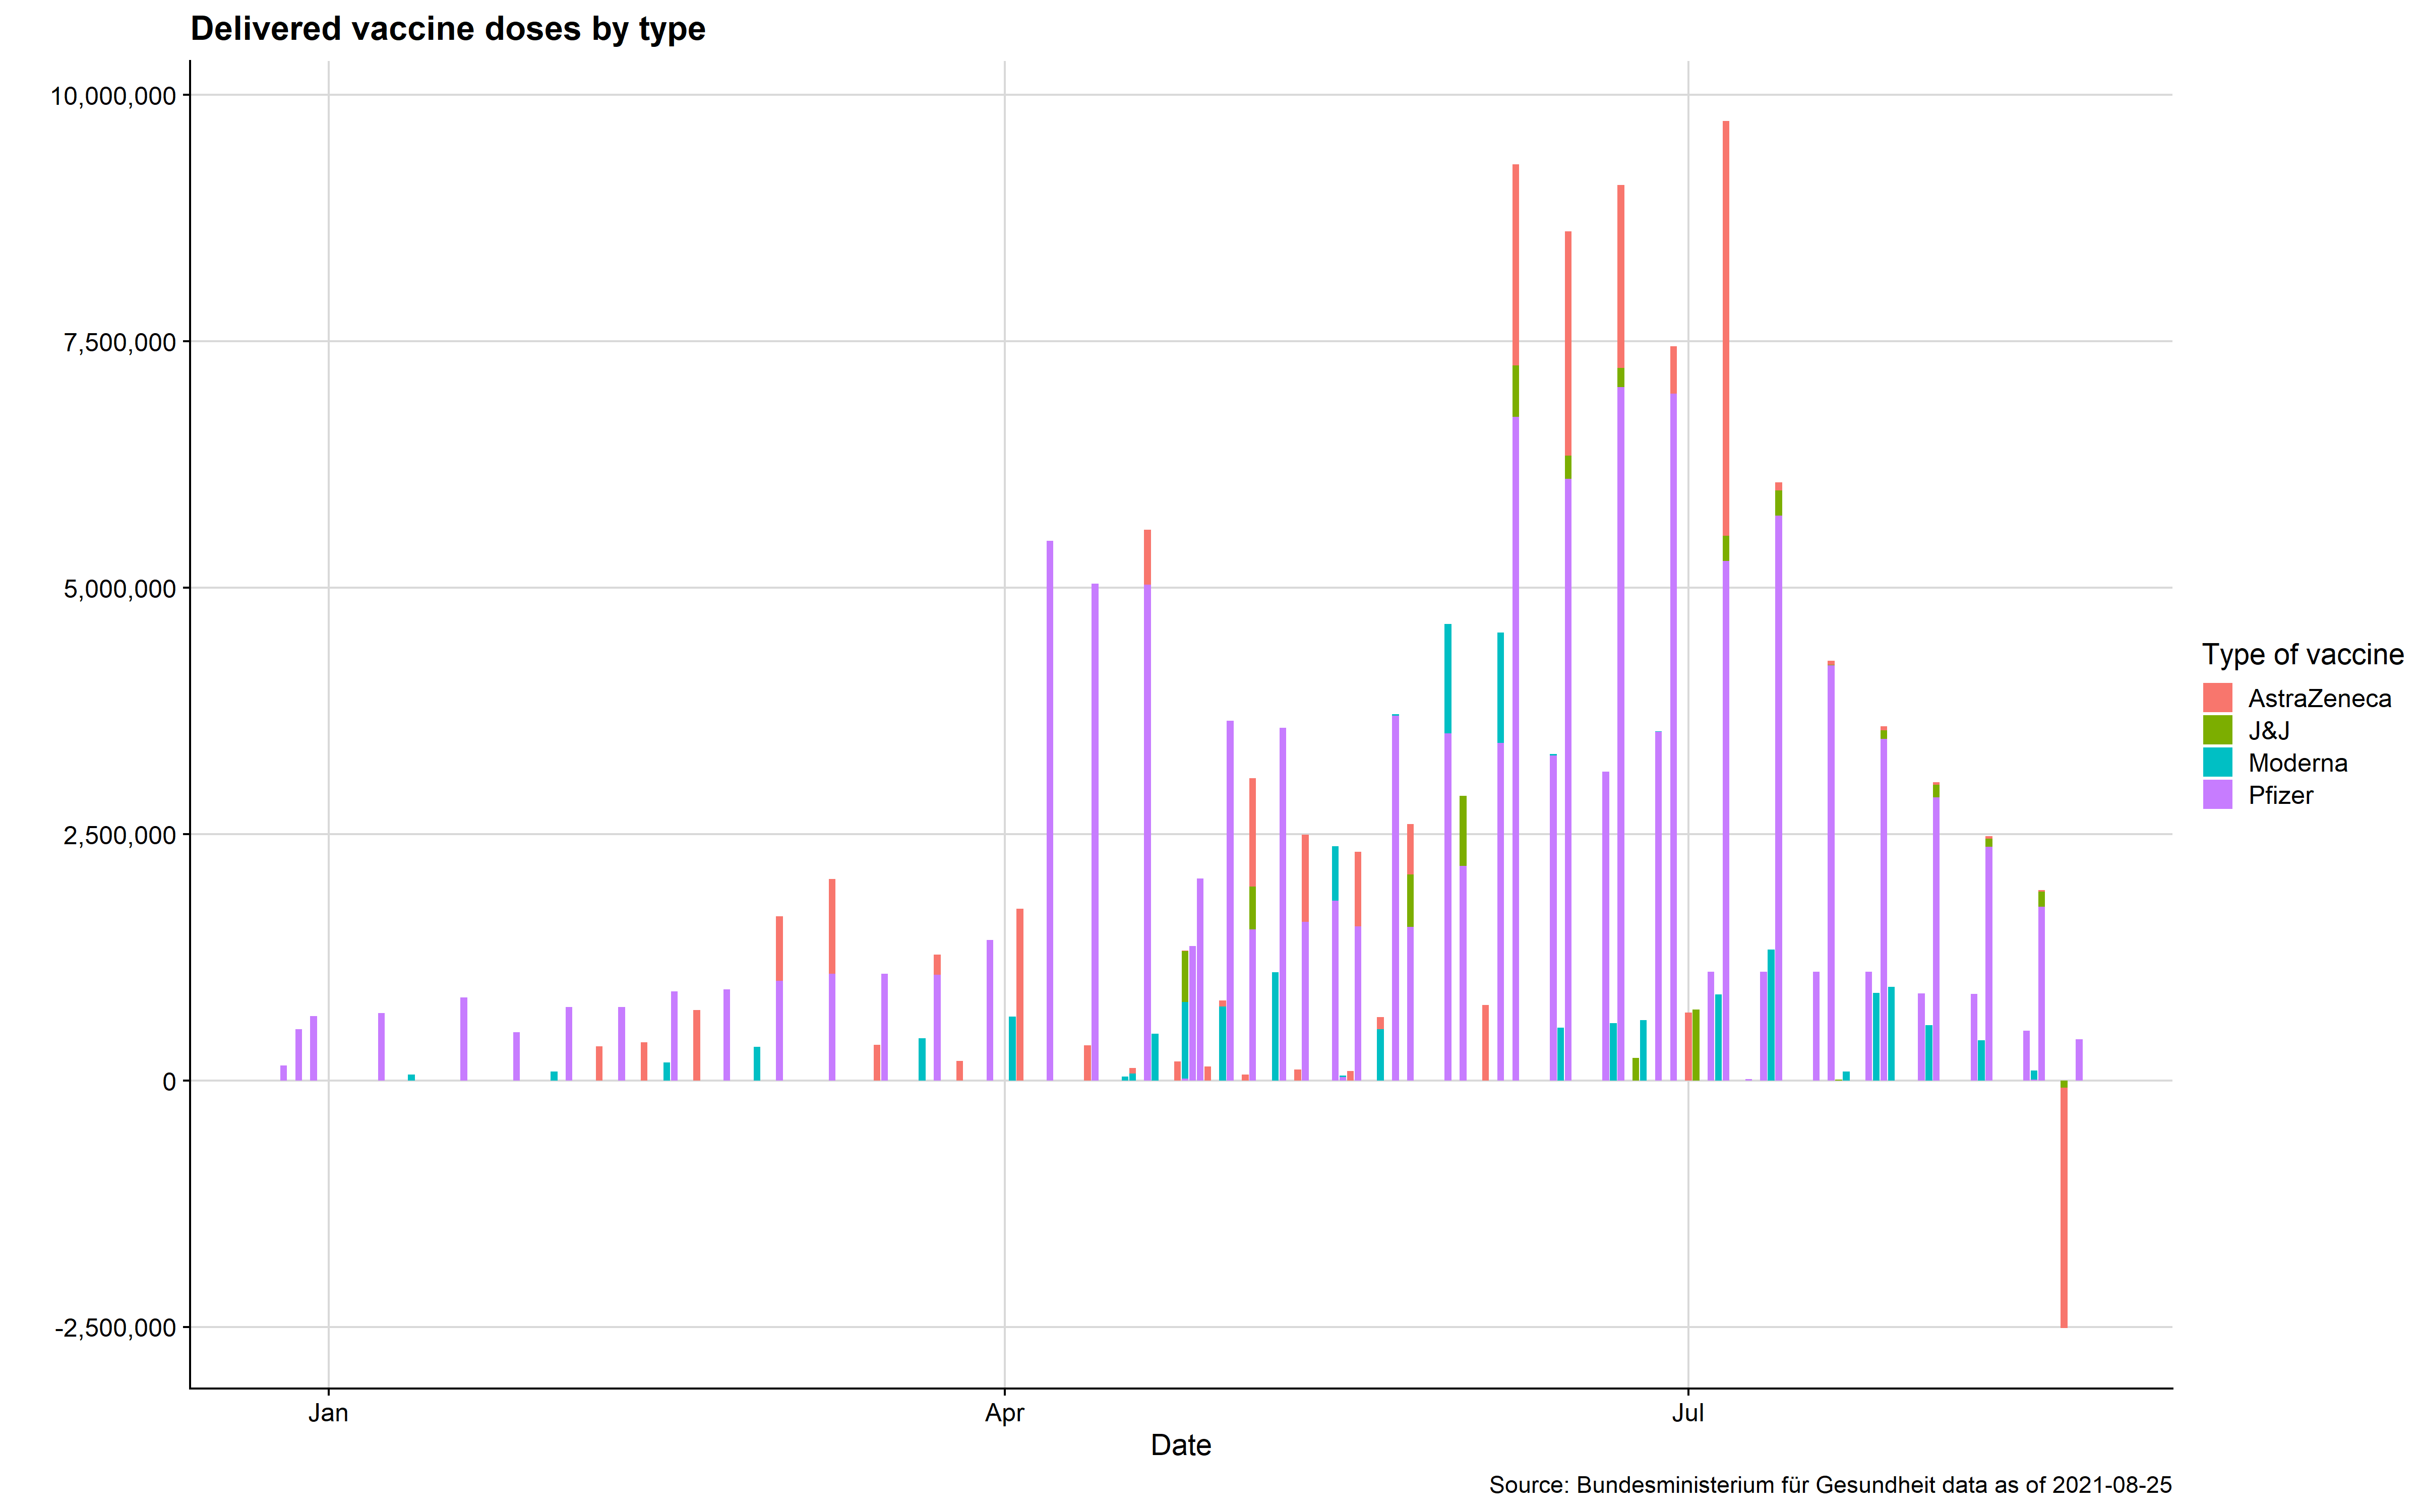 Delivered vaccine doses by type
10,000,000
7,500,000
5,000,000
2,500,000
0
-2,500,000
Jan
Apr
Jul
Date
Type of vaccine
AstraZeneca
J&J
Moderna
Pfizer
Source: Bundesministerium für Gesundheit data as of 2021-08-25